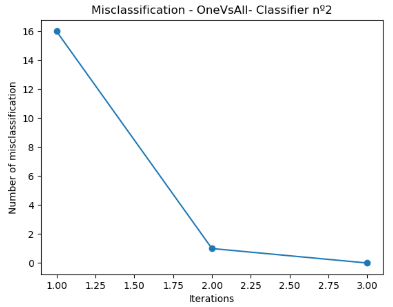 Misclassification - OneVsAll- Classifier nº2
Number of misclassification
16
14
12
10
8
6
4
2
0
1.00 1.25 1.50 1.75 2.00 2.25 2.50 2.75 3.00
Iterations